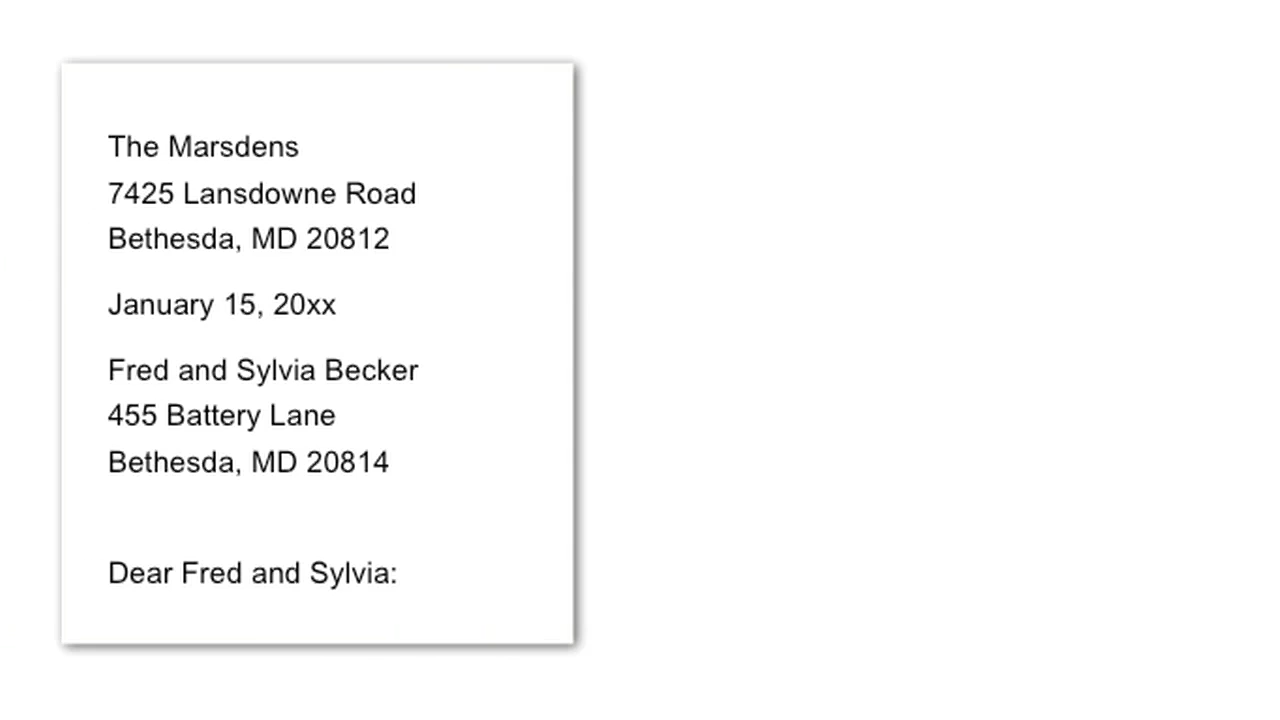 The Marsdens
7425 Lansdowne Road
Bethesda, MD 20812
January 15, 20xx
Fred and Sylvia Becker
455 Battery Lane
Bethesda, MD 20814
Dear Fred and Sylvia: